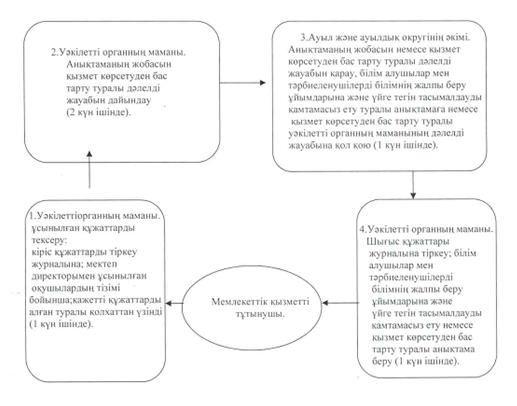 2.Уәкілетті органның маманы.
Анықтаманың жобасын
қызмет көрсетуден бас
тарту туралы дәлелді
жауабын дайындау
(2 күн ішінде).
3.Ауыл және ауылдық округінің әкімі.
Анықтаманың жобасын немесе қызмет
көрсетуден бас тарту туралы дәлелді
жауабын қарау, білім алушылар мен
тәрбиеленушілерді білімнің жалпы беру
ұйымдарына және үйге тегін тасымалдауды
қамтамасыз ету туралы анықтамаға немесе
қызмет көрсетуден бас тарту туралы
уәкілетті органның маманының дәлелді
жауабына қол қою (1 күн ішінде).
1.Уәкілеттіорганның маманы.
ұсынылған құжаттарды
тексеру:
кіріс құжаттарды тіркеу
журналына; мектеп
директорымен ұсынылған
оқушылардың тізімі
бойынша;кажетті құжаттарды
алған туралы қолхаттан үзінді
(1 күн ішінде).
Мемлекеттік қызметті
тұтынушы.
4.Уәкілетті органның маманы.
Шығыс құжаттары
журналына тіркеу; білім
алушылар мен
тәрбиеленушілерді
білімнің жалпы беру
ұйымдарына және
үйге тегін тасымалдауды
қамтамасыз ету немесе
қызмет көрсетуден бас
тарту туралы анықтама
беру (1 күн ішінде).